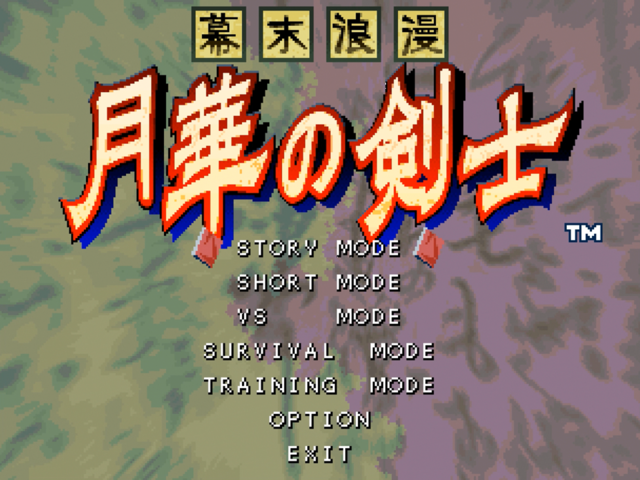 幕末浪漫
月華の剣士
TM
STORY MODE
SHORT MODE
VS MODE
SURVIVAL MODE
TRAINING MODE
OPTION
EXIT